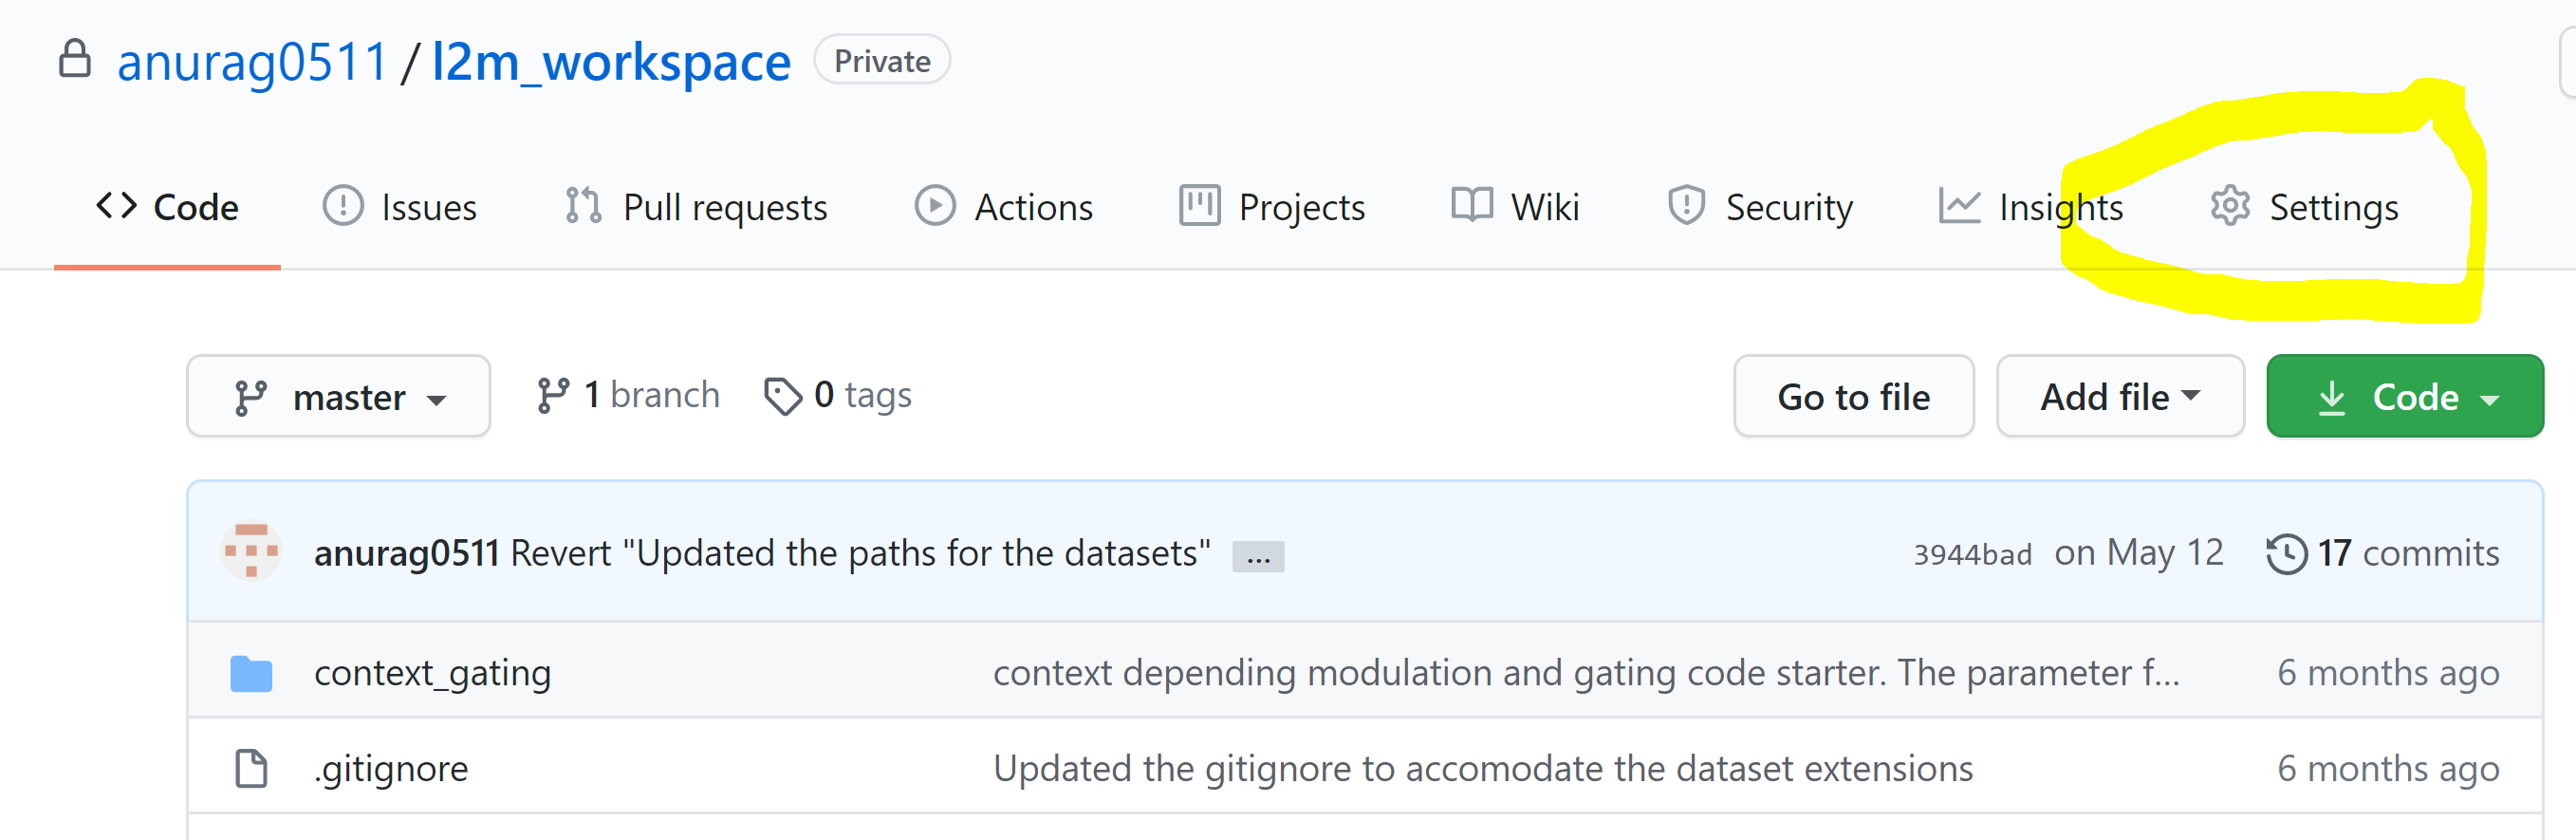 anurag0511 / l2m_workspace Private
Code Issues Pull requests Actions Projects Wiki Security Insights Settings
master 1 branch 0 tags Go to file Add file Code
anurag0511 Revert "Updated the paths for the datasets" ... 3944bad on May 12 17 commits
context_gating context depending modulation and gating code starter. The parameter f... 6 months ago
.gitignore Updated the gitignore to accomodate the dataset extensions 6 months ago